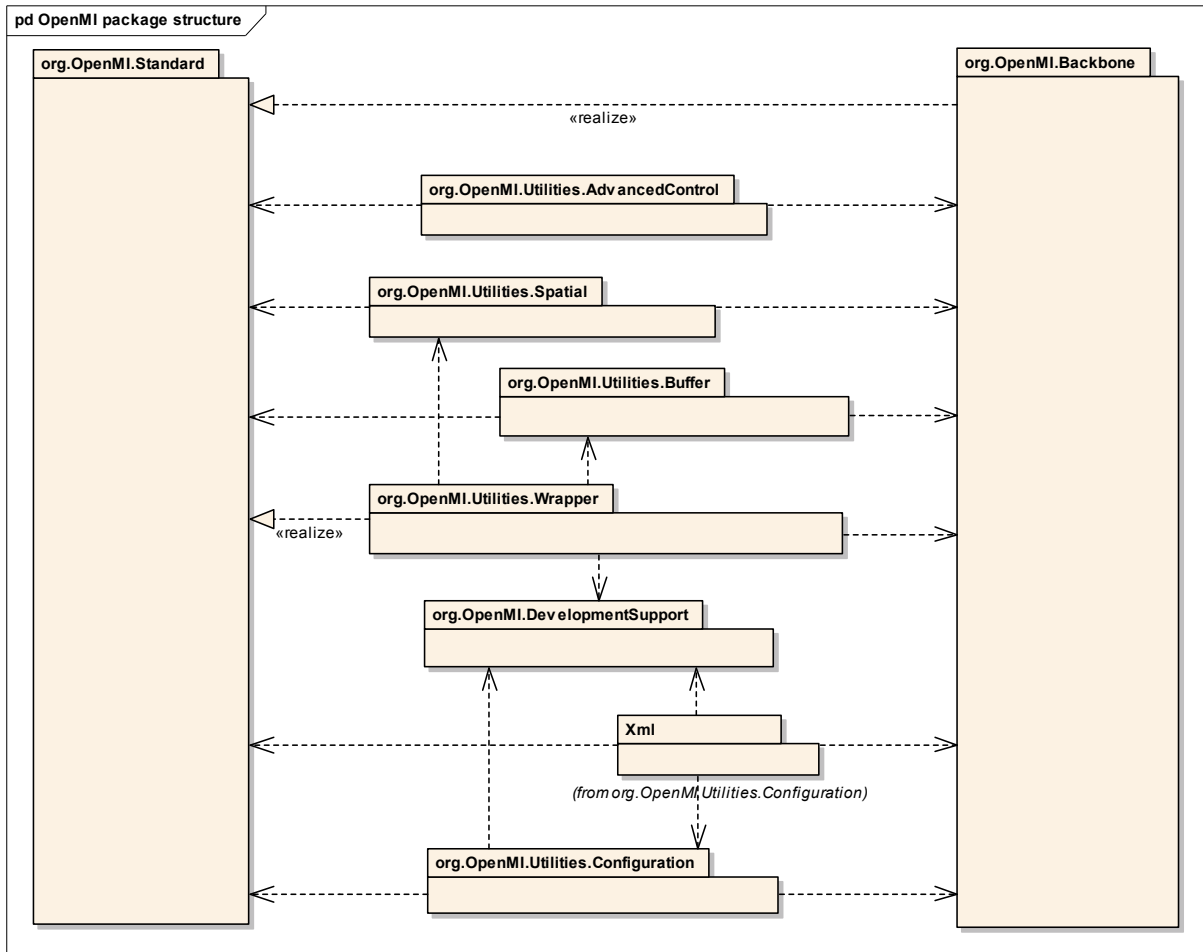 pd OpenMI package structure
org.OpenMI.Standard
org.OpenMI.Backbone
«realize»
org.OpenMI.Utilities.AdvancedControl
org.OpenMI.Utilities.Spatial
org.OpenMI.Utilities.Buffer
org.OpenMI.Utilities.Wrapper
«realize»
org.OpenMI.DevelopmentSupport
Xml
(from org.OpenMI.Utilities.Configuration)
org.OpenMI.Utilities.Configuration